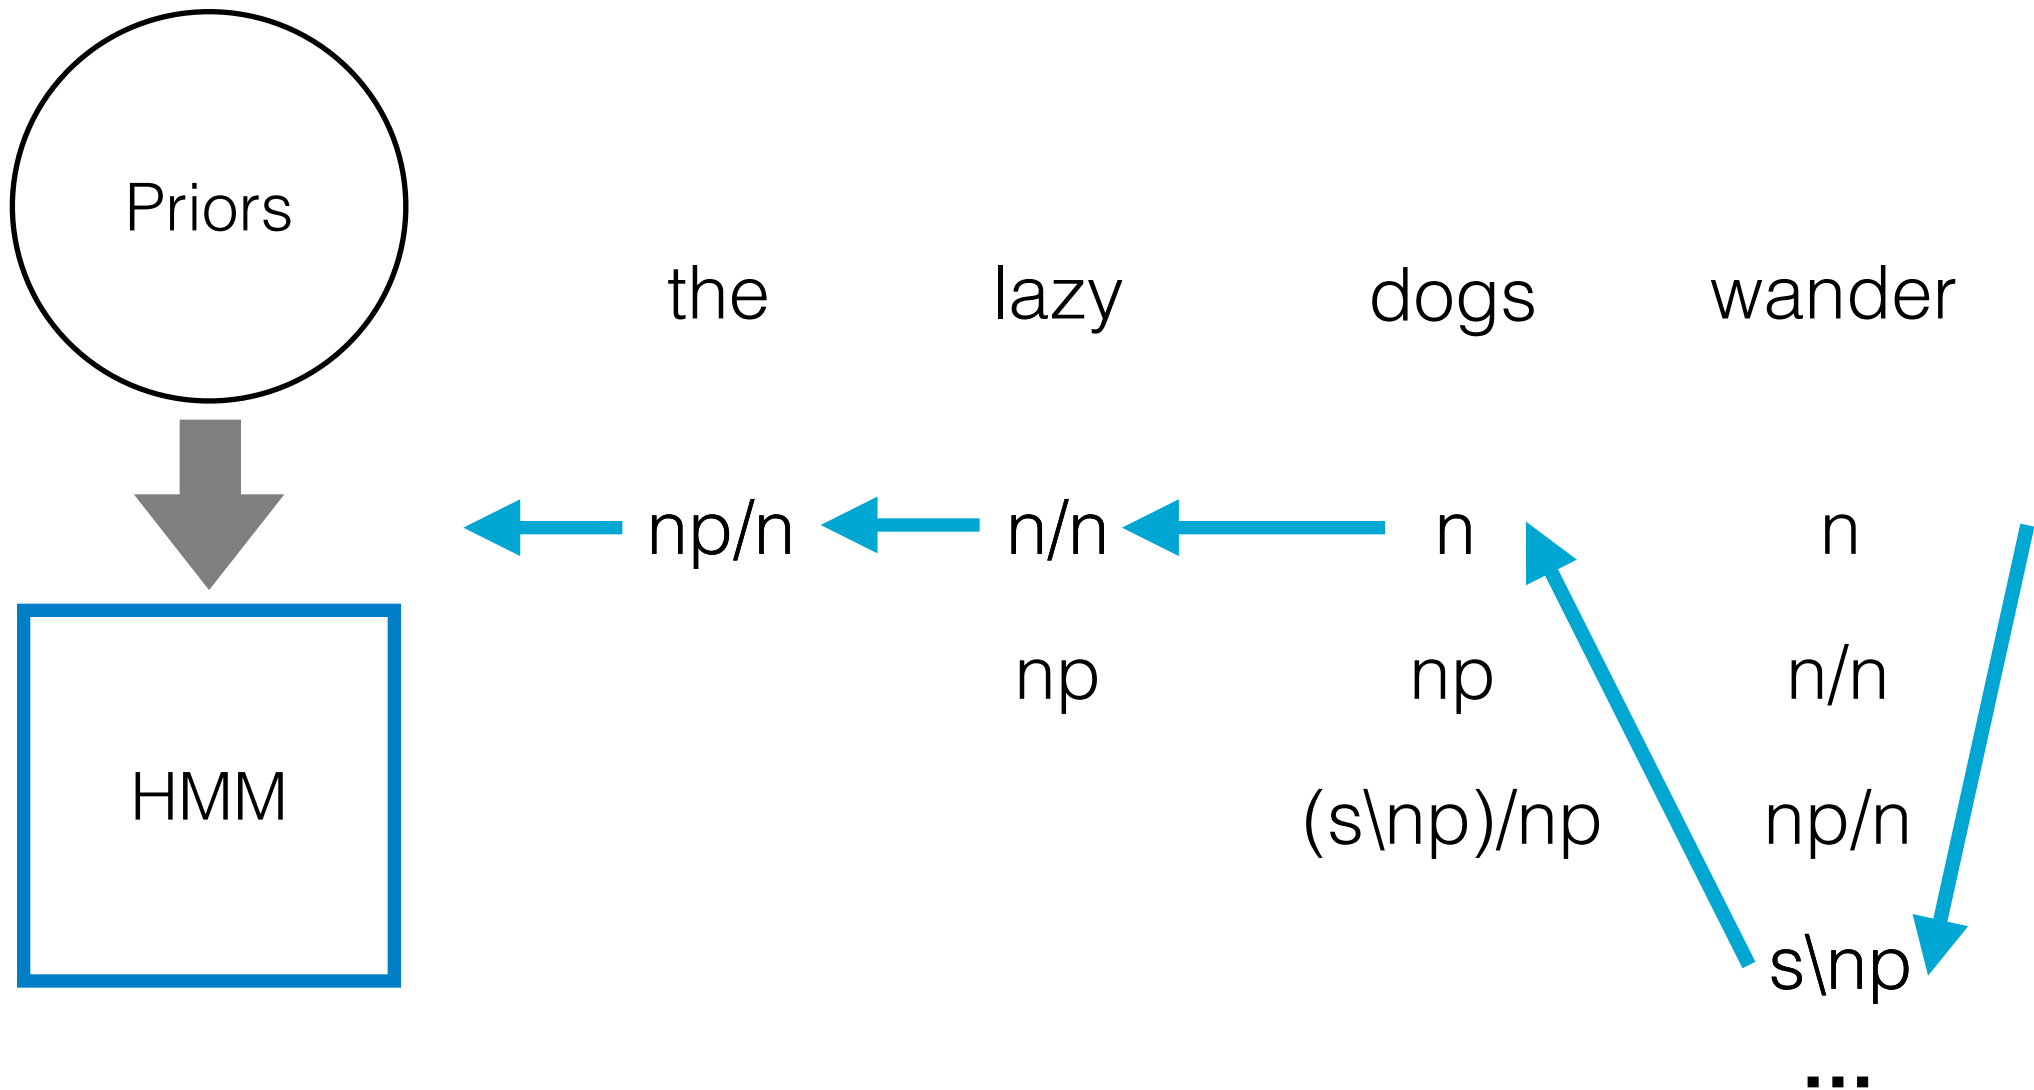 Priors
the lazy dogs wander
np/n n/n n n
np np n/n
HMM
(s\np)/np np/n
s\np
...